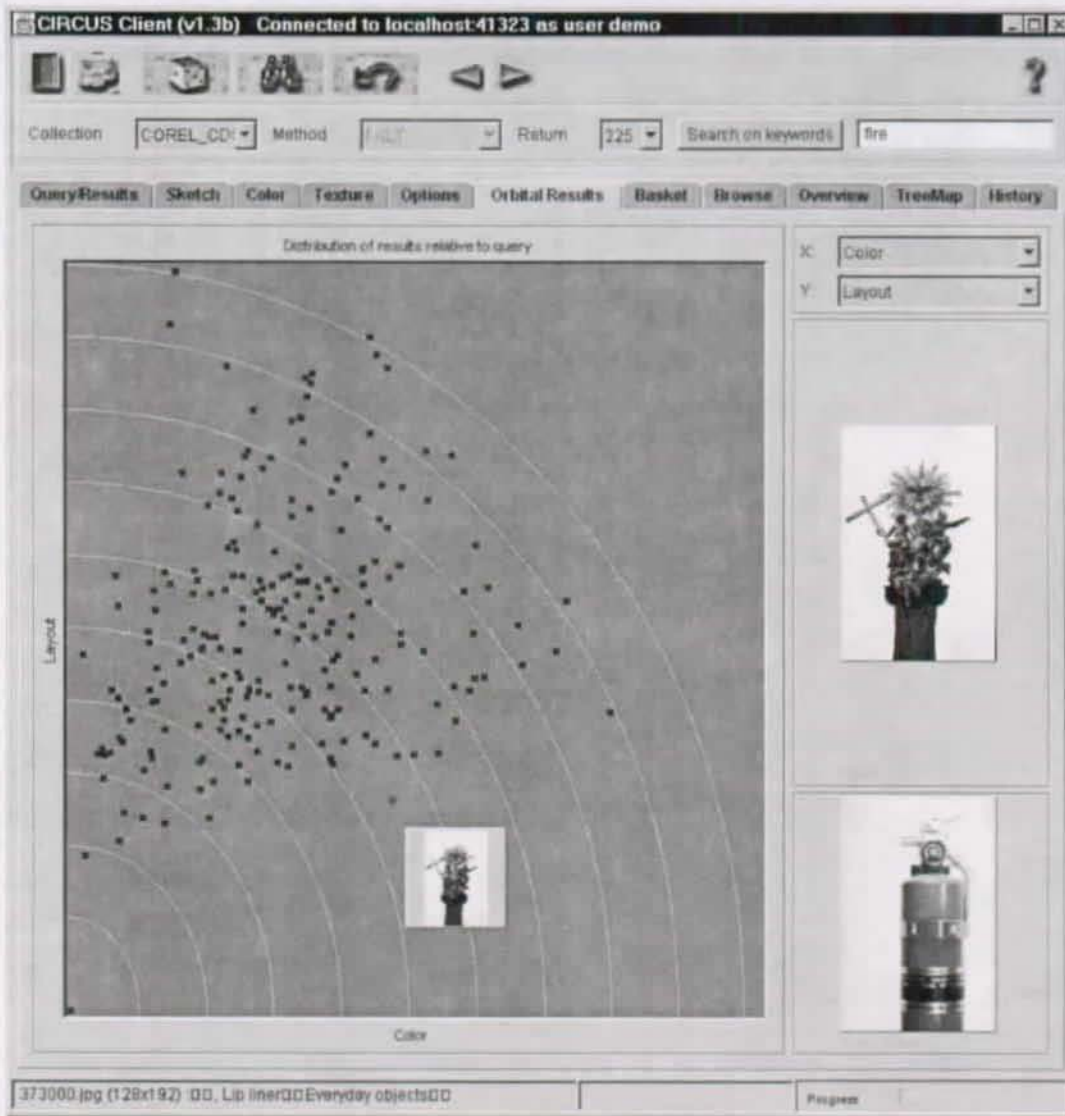 CIRCUS Client (v1.3b) Connected to localhost:41323 as user demo
Collection COREL_CD Method Return 225 Search on keywords fire
Query/Results Sketch Color Texture Options Orbital Results Basket Browse Overview TreeMap History
Distribution of results relative to query
X: Color
Y: Layout
Layout
Color
373000.jpg (128x192) :□□, Lip liner□□Everyday objects□□
Progress